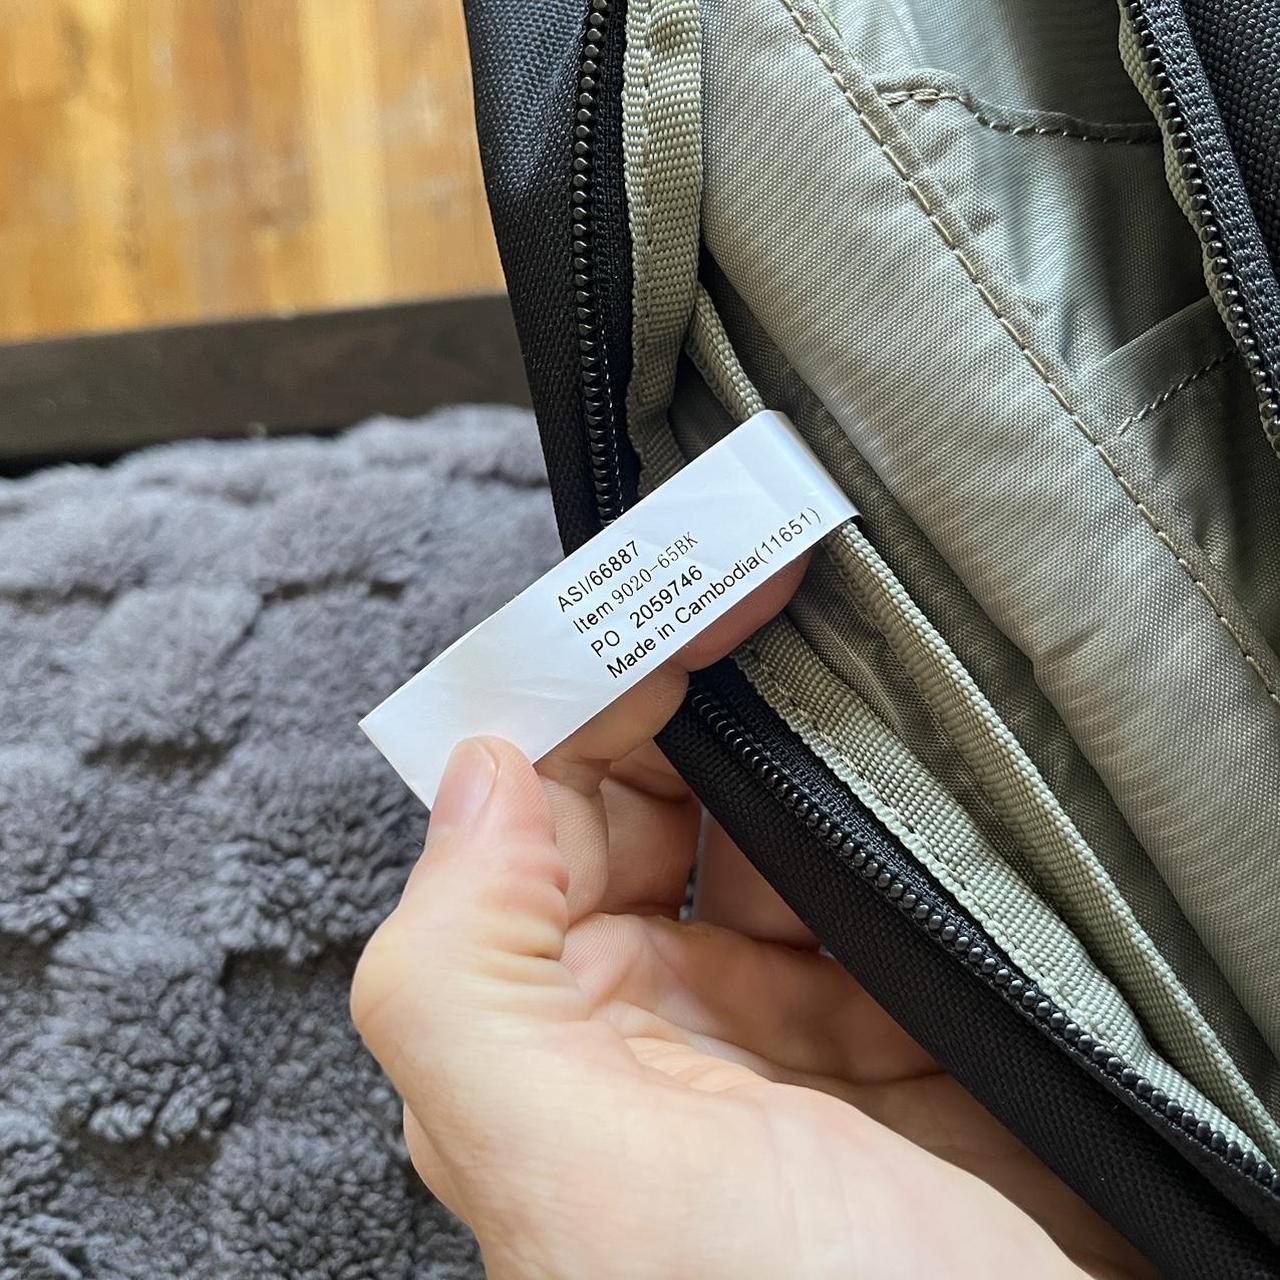 ASI/66887
Item 9020-65BK
PO 2059746
Made in Cambodia(11651)